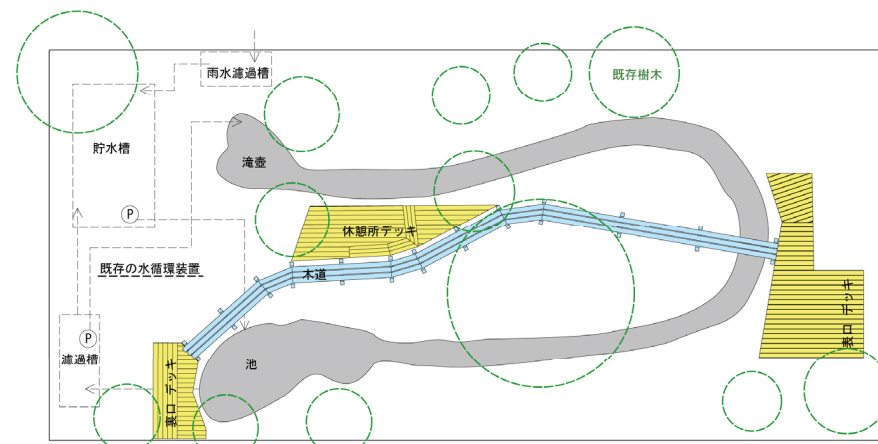 雨水濾過槽
既存樹木
貯水槽
滝壺
P
休憩所デッキ
既存の水循環装置
木道
表口 デッキ
P
濾過槽
池
裏口 デッキ